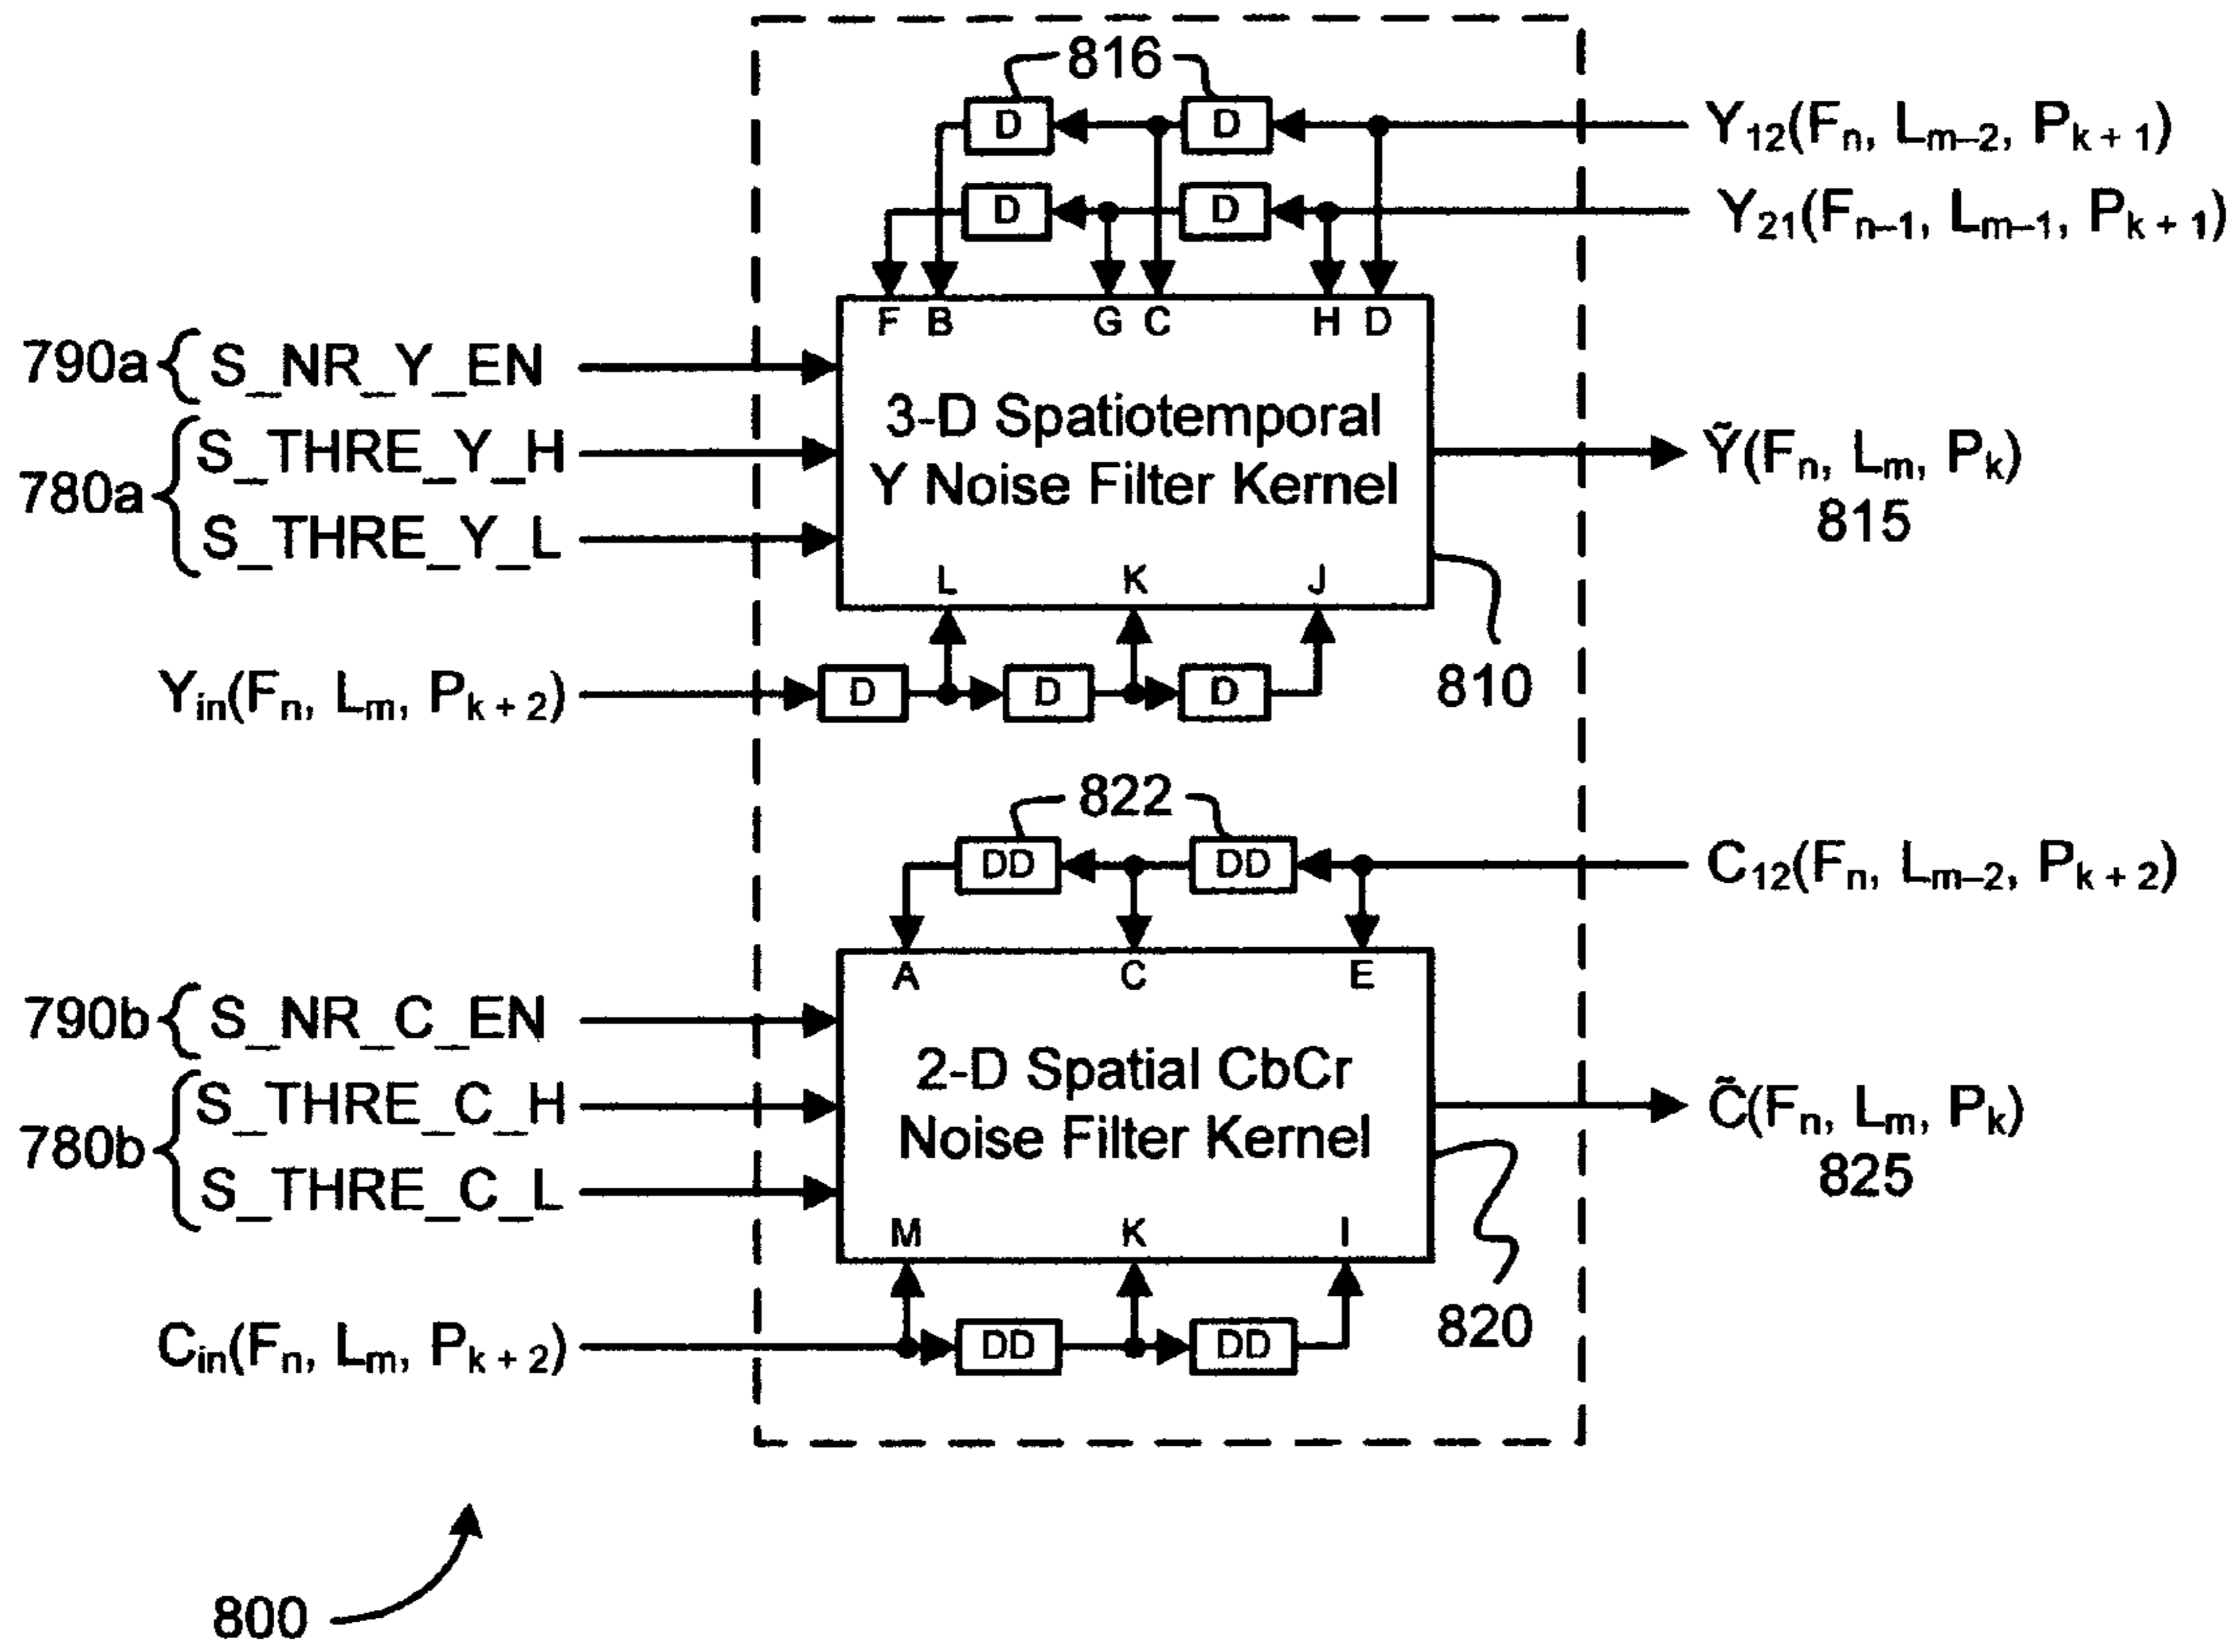 816
D D
Y12(Fn, Lm–2, Pk + 1)
D D
Y21(Fn–1, Lm–1, Pk + 1)
F B G C H D
790a { S_NR_Y_EN
3-D Spatiotemporal
Y Noise Filter Kernel
780a { S_THRE_Y_H
S_THRE_Y_L
Ỹ(Fn, Lm, Pk)
815
L K J
Yin(Fn, Lm, Pk + 2)
D D D
810
822
DD DD
C12(Fn, Lm–2, Pk + 2)
A C E
790b { S_NR_C_EN
2-D Spatial CbCr
Noise Filter Kernel
780b { S_THRE_C_H
S_THRE_C_L
C̃(Fn, Lm, Pk)
825
M K I
Cin(Fn, Lm, Pk + 2)
DD DD
820
800